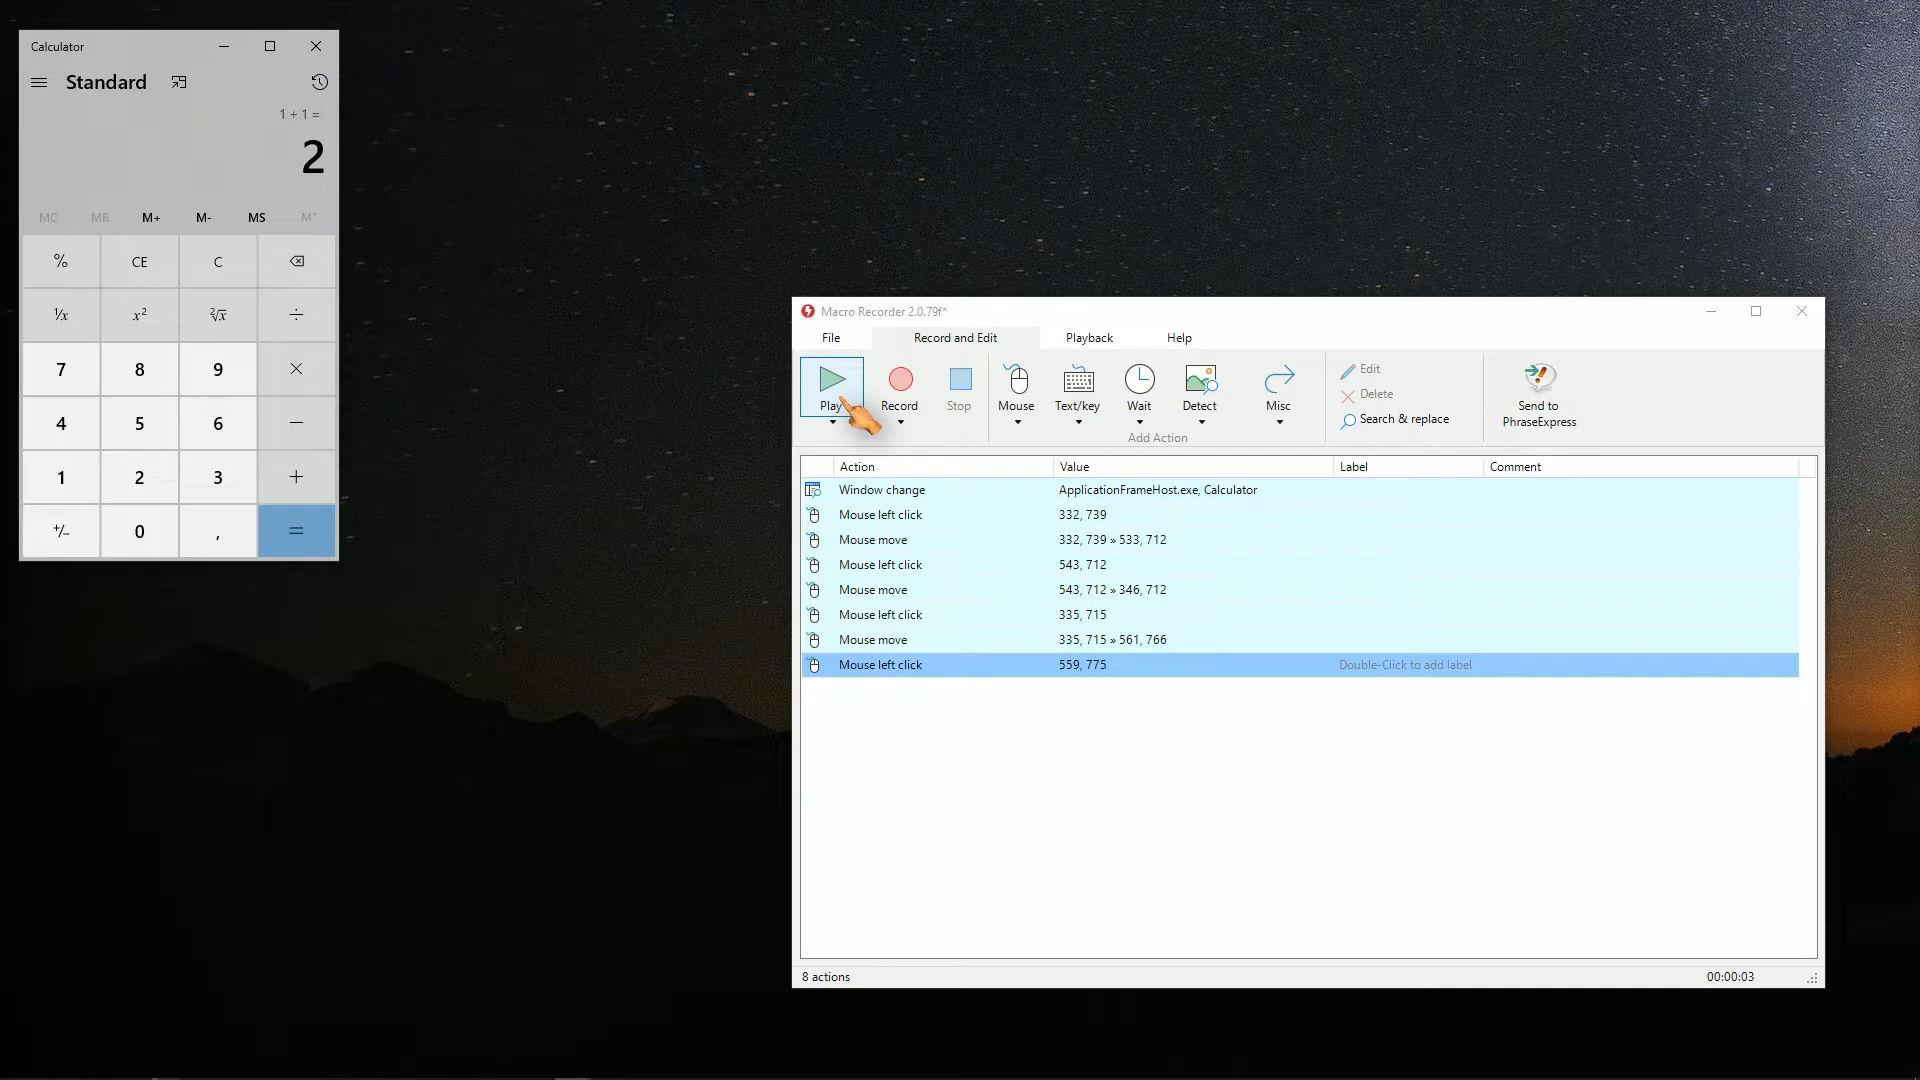 Calculator
Standard
1 + 1 =
2
MC MR M+ M- MS M
% CE C
¹/x x² ²√x ÷
7 8 9 ×
4 5 6 −
1 2 3 +
+/− 0 , =
Macro Recorder 2.0.79f*
File Record and Edit Playback Help
Play Record Stop Mouse Text/key Wait Detect Misc
Add Action
Edit
Delete
Search & replace
Send to
PhraseExpress
Action Value Label Comment
Window change ApplicationFrameHost.exe, Calculator
Mouse left click 332, 739
Mouse move 332, 739 » 533, 712
Mouse left click 543, 712
Mouse move 543, 712 » 346, 712
Mouse left click 335, 715
Mouse move 335, 715 » 561, 766
Mouse left click 559, 775 Double-Click to add label
8 actions 00:00:03